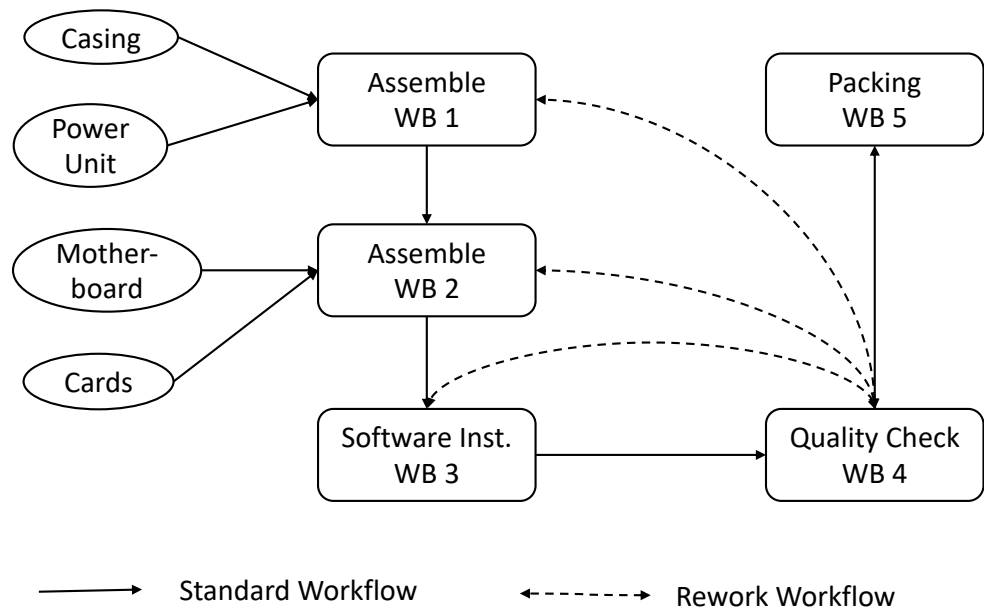 Casing
Power
Unit
Mother-
board
Cards
Assemble
WB 1
Assemble
WB 2
Software Inst.
WB 3
Packing
WB 5
Quality Check
WB 4
Standard Workflow
Rework Workflow